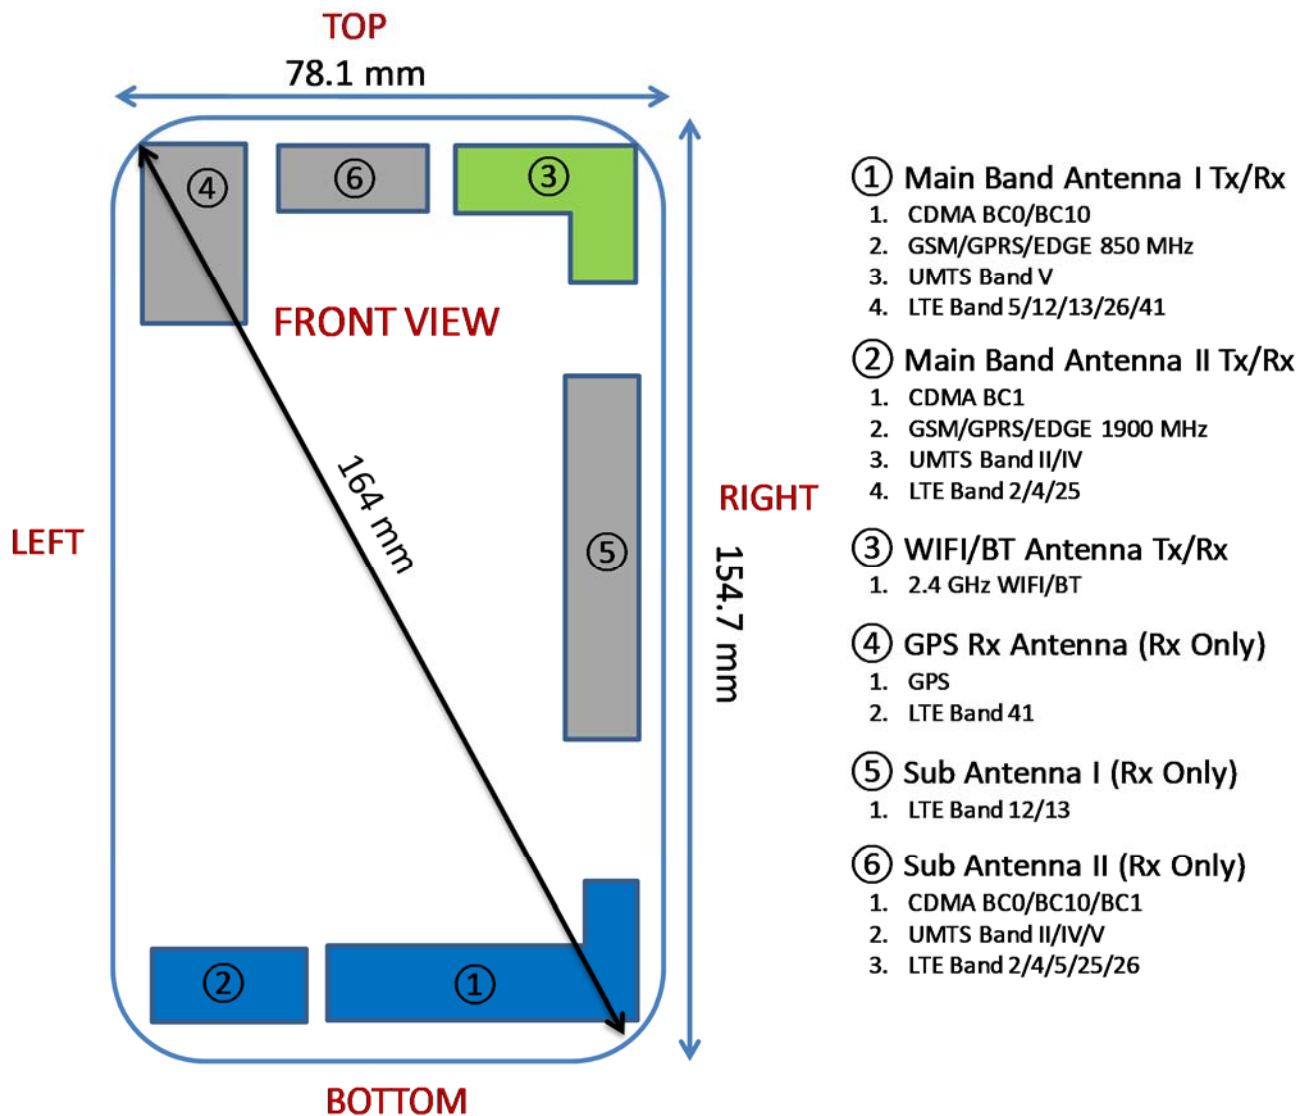 TOP
78.1 mm
④
⑥
③
FRONT VIEW
LEFT
164 mm
⑤
RIGHT
154.7 mm
②
①
BOTTOM
① Main Band Antenna I Tx/Rx
1. CDMA BC0/BC10
2. GSM/GPRS/EDGE 850 MHz
3. UMTS Band V
4. LTE Band 5/12/13/26/41
② Main Band Antenna II Tx/Rx
1. CDMA BC1
2. GSM/GPRS/EDGE 1900 MHz
3. UMTS Band II/IV
4. LTE Band 2/4/25
③ WIFI/BT Antenna Tx/Rx
1. 2.4 GHz WIFI/BT
④ GPS Rx Antenna (Rx Only)
1. GPS
2. LTE Band 41
⑤ Sub Antenna I (Rx Only)
1. LTE Band 12/13
⑥ Sub Antenna II (Rx Only)
1. CDMA BC0/BC10/BC1
2. UMTS Band II/IV/V
3. LTE Band 2/4/5/25/26